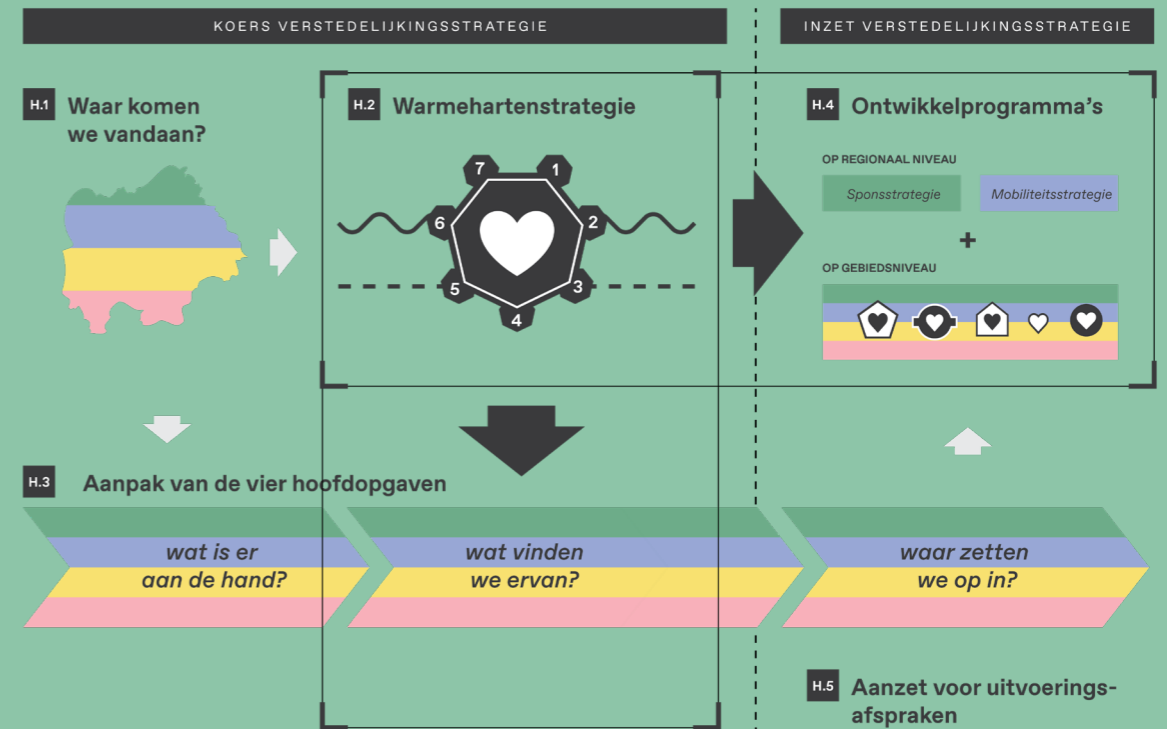 KOERS VERSTEDELIJKINGSSTRATEGIE
INZET VERSTEDELIJKINGSSTRATEGIE
H.1 Waar komen
we vandaan?
H.2 Warmehartenstrategie
7
1
6
2
5
3
4
H.4 Ontwikkelprogramma's
OP REGIONAAL NIVEAU
Sponsstrategie
Mobiliteitsstrategie
+
OP GEBIEDSNIVEAU
H.3 Aanpak van de vier hoofdopgaven
wat is er
aan de hand?
wat vinden
we ervan?
waar zetten
we op in?
H.5 Aanzet voor uitvoerings-
afspraken